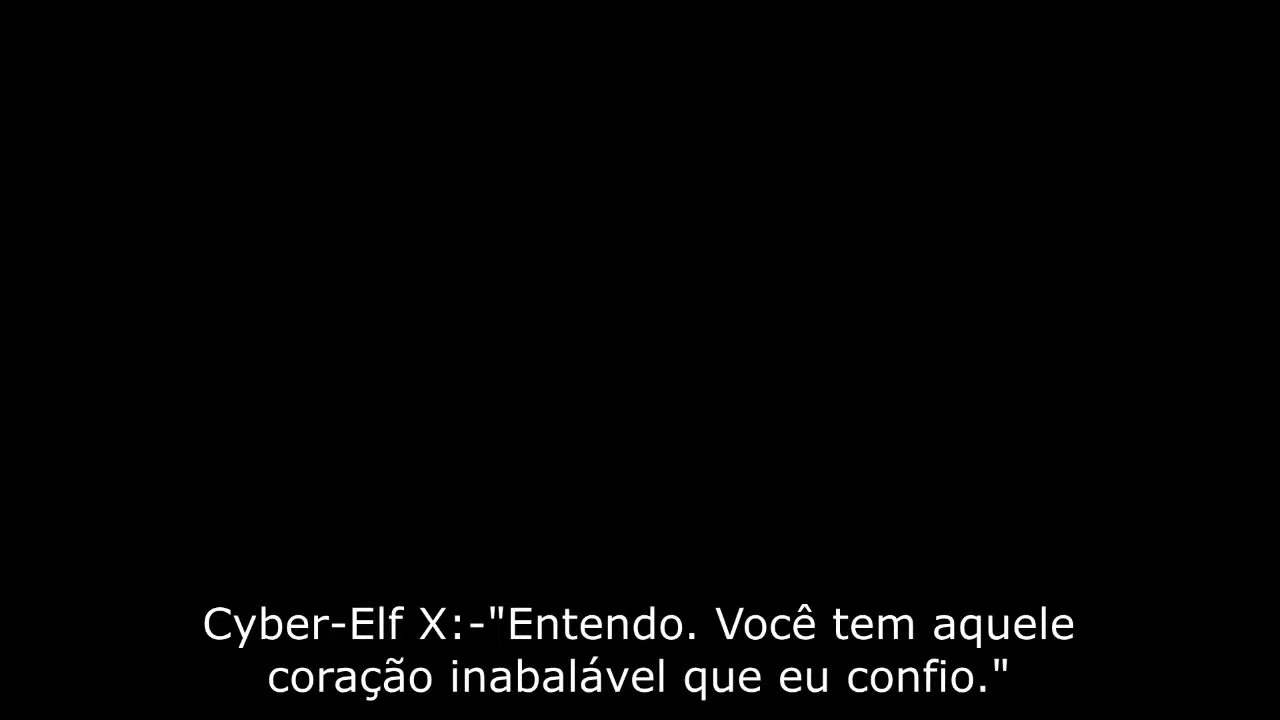 Cyber-Elf X:-"Entendo. Você tem aquele
coração inabalável que eu confio."